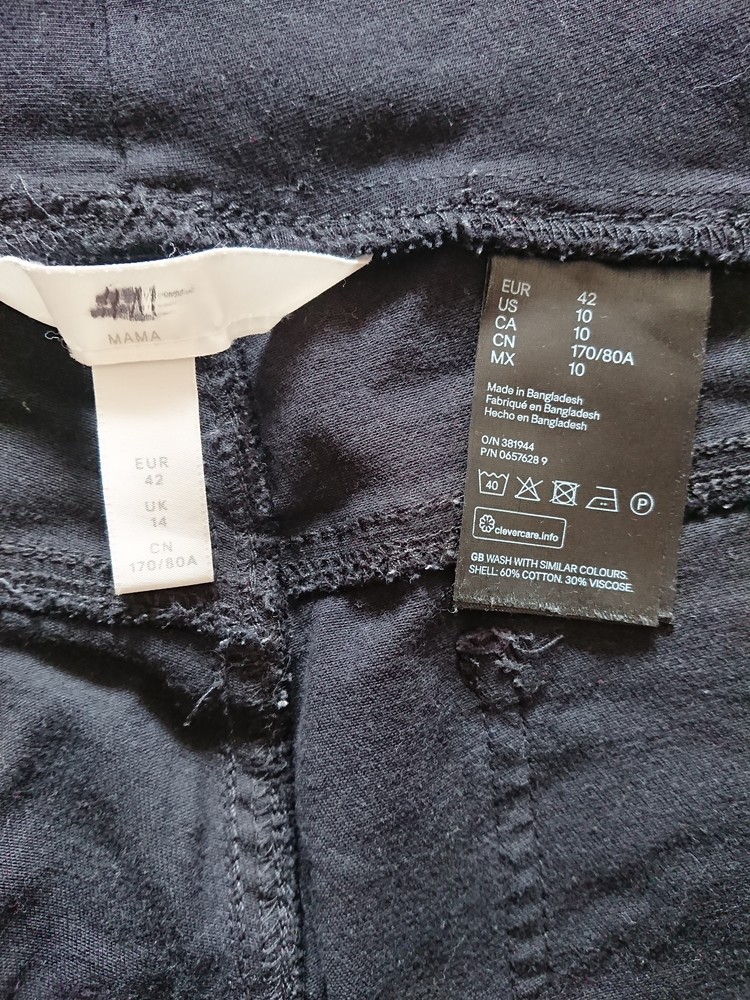 MAMA
EUR
42
UK
14
CN
170/80A
EUR 42
US 10
CA 10
CN 170/80A
MX 10
Made in Bangladesh
Fabriqué en Bangladesh
Hecho en Bangladesh
O/N 381944
P/N 0657628 9
40 P
clevercare.info
GB WASH WITH SIMILAR COLOURS.
SHELL: 60% COTTON. 30% VISCOSE.